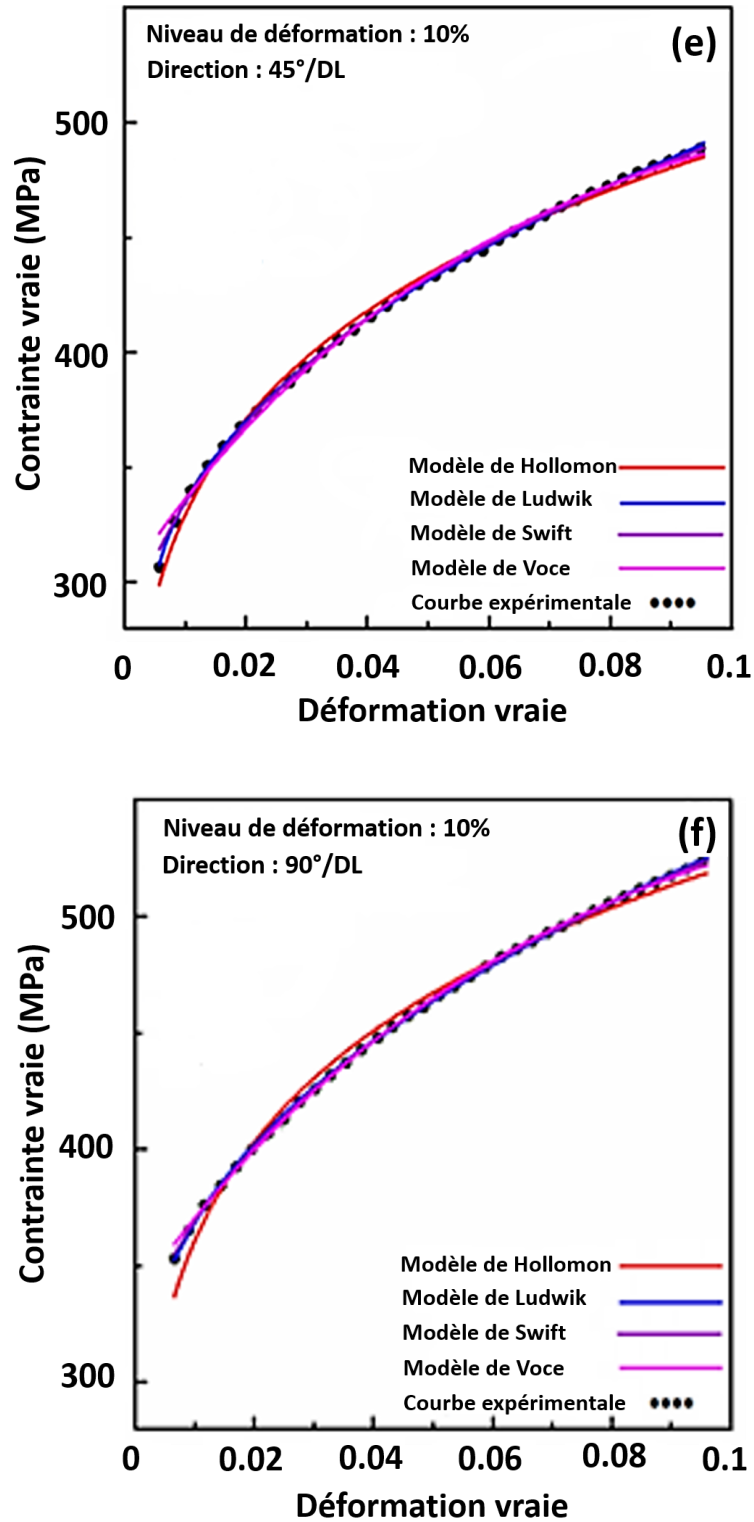 Niveau de déformation : 10%
(e)
Direction : 45°/DL
500
400
300
Contrainte vraie (MPa)
Modèle de Hollomon
Modèle de Ludwik
Modèle de Swift
Modèle de Voce
Courbe expérimentale
0 0.02 0.04 0.06 0.08 0.1
Déformation vraie
Niveau de déformation : 10%
(f)
Direction : 90°/DL
500
400
300
Contrainte vraie (MPa)
Modèle de Hollomon
Modèle de Ludwik
Modèle de Swift
Modèle de Voce
Courbe expérimentale
0 0.02 0.04 0.06 0.08 0.1
Déformation vraie